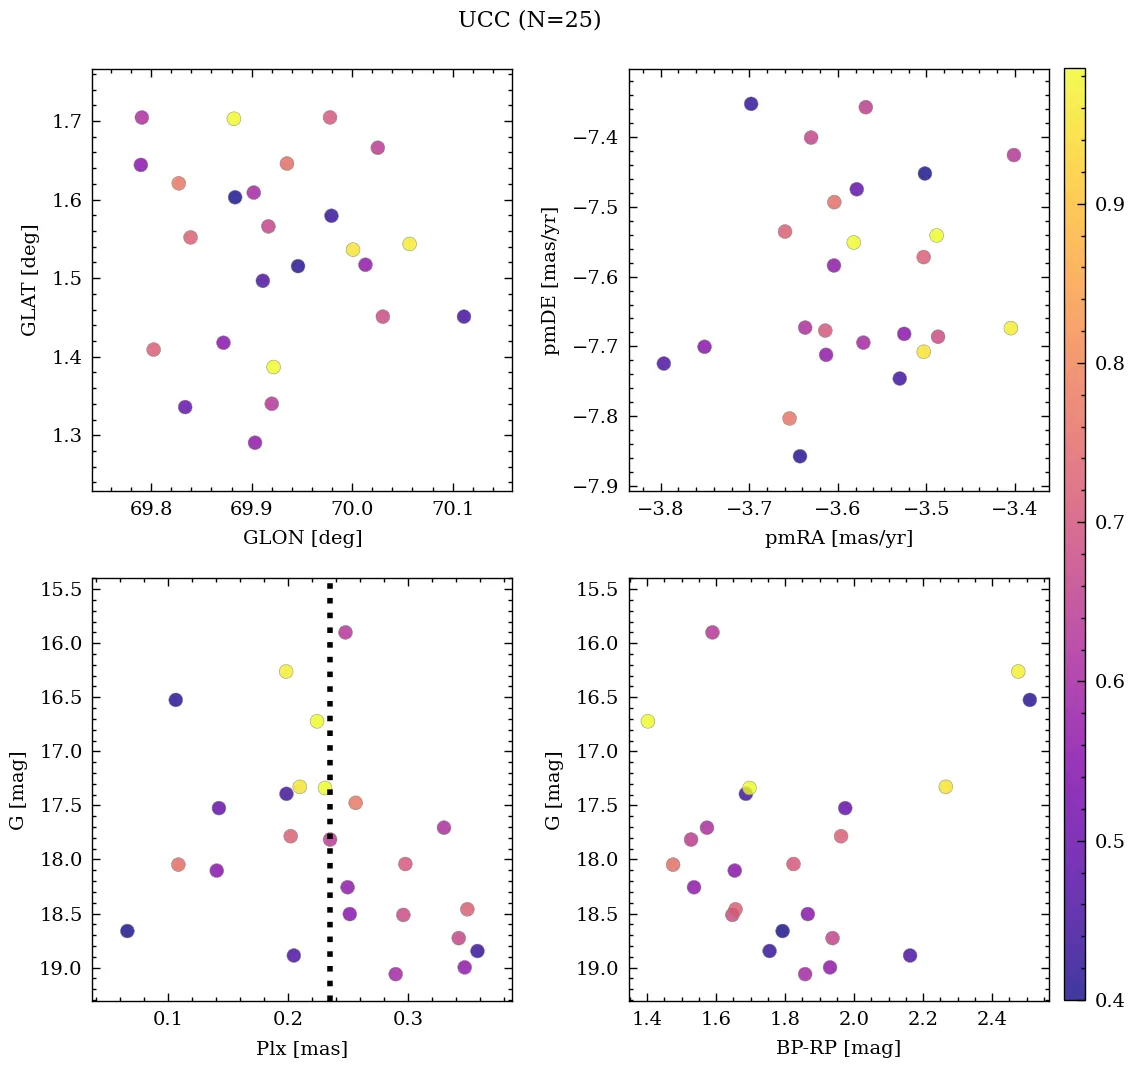 UCC (N=25)
1.7
1.6
1.5
1.4
1.3
GLAT [deg]
69.8 69.9 70.0 70.1
GLON [deg]
−7.4
−7.5
−7.6
−7.7
−7.8
−7.9
pmDE [mas/yr]
−3.8 −3.7 −3.6 −3.5 −3.4
pmRA [mas/yr]
15.5
16.0
16.5
17.0
17.5
18.0
18.5
19.0
G [mag]
0.1 0.2 0.3
Plx [mas]
15.5
16.0
16.5
17.0
17.5
18.0
18.5
19.0
G [mag]
1.4 1.6 1.8 2.0 2.2 2.4
BP-RP [mag]
0.9
0.8
0.7
0.6
0.5
0.4